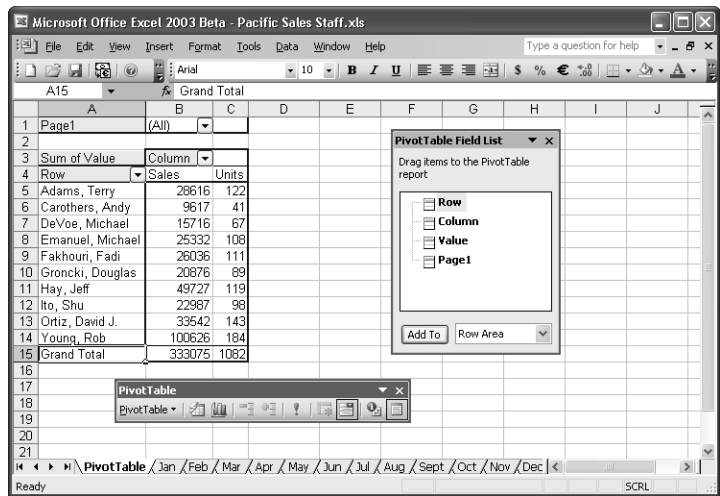 Microsoft Office Excel 2003 Beta - Pacific Sales Staff.xls
File Edit View Insert Format Tools Data Window Help Type a question for help
Arial 10 B I U $ % € A
A15 fx Grand Total
A B C D E F G H I J
1 Page1 (All)
2
3 Sum of Value Column
4 Row Sales Units
5 Adams, Terry 28616 122
6 Carothers, Andy 9617 41
7 DeVoe, Michael 15716 67
8 Emanuel, Michael 25332 108
9 Fakhouri, Fadi 26036 111
10 Groncki, Douglas 20876 89
11 Hay, Jeff 49727 119
12 Ito, Shu 22987 98
13 Ortiz, David J. 33542 143
14 Young, Rob 100626 184
15 Grand Total 333075 1082
16
17
18
19
20
21
PivotTable Field List
Drag items to the PivotTable
report
Row
Column
Value
Page1
Add To Row Area
PivotTable
PivotTable
PivotTable Jan Feb Mar Apr May Jun Jul Aug Sept Oct Nov Dec
Ready SCRL